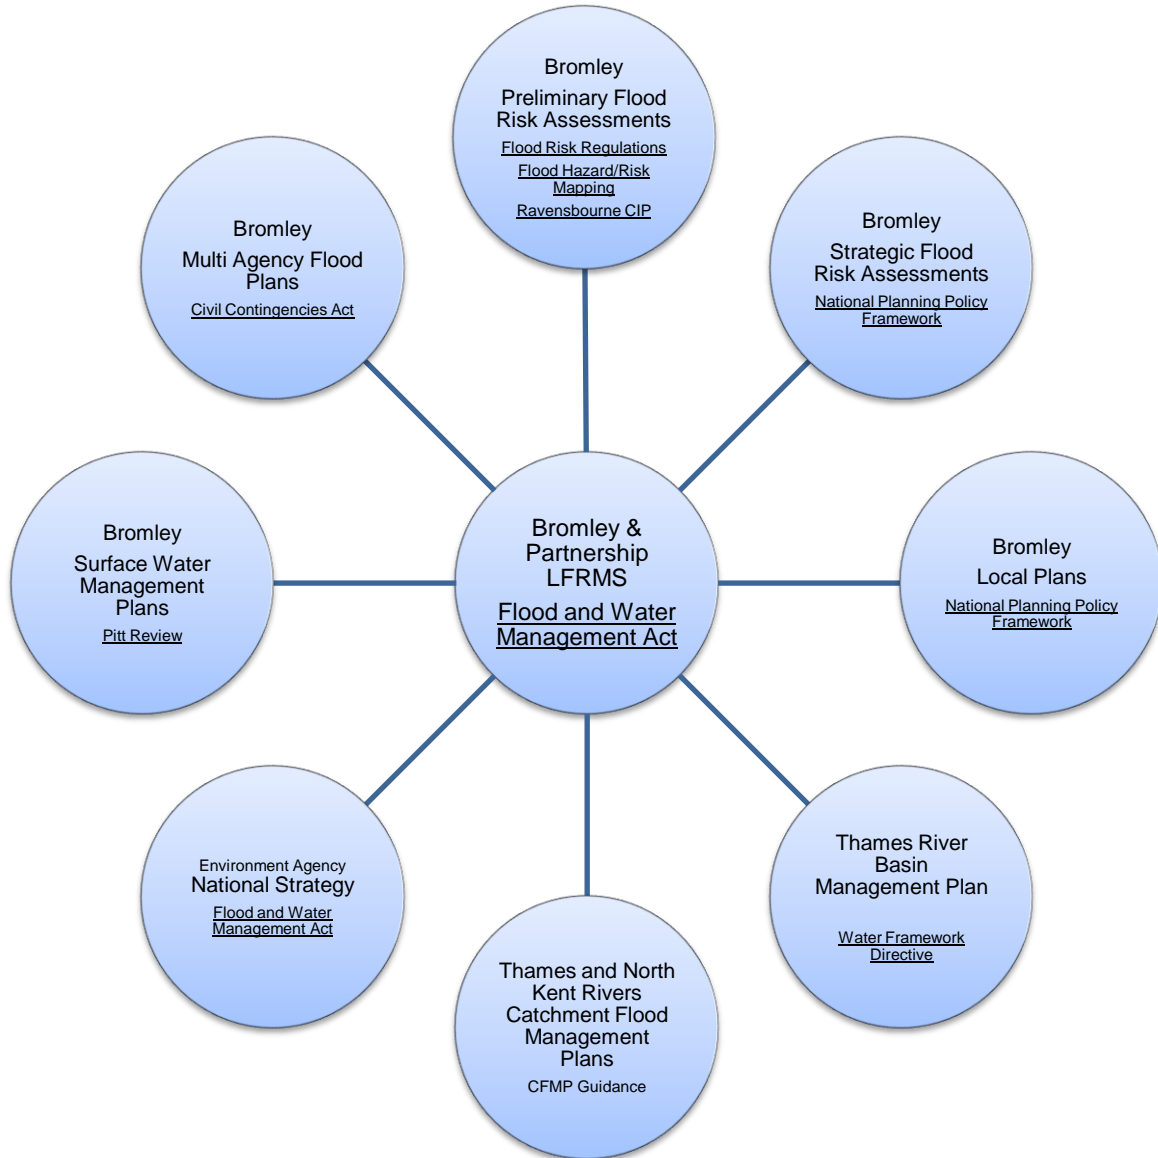 Bromley
Preliminary Flood
Risk Assessments
Flood Risk Regulations
Flood Hazard/Risk
Mapping
Ravensbourne CIP
Bromley
Strategic Flood
Risk Assessments
National Planning Policy
Framework
Bromley
Local Plans
National Planning Policy
Framework
Thames River
Basin
Management Plan
Water Framework
Directive
Thames and North
Kent Rivers
Catchment Flood
Management
Plans
CFMP Guidance
Environment Agency
National Strategy
Flood and Water
Management Act
Bromley
Surface Water
Management
Plans
Pitt Review
Bromley
Multi Agency Flood
Plans
Civil Contingencies Act
Bromley &
Partnership
LFRMS
Flood and Water
Management Act